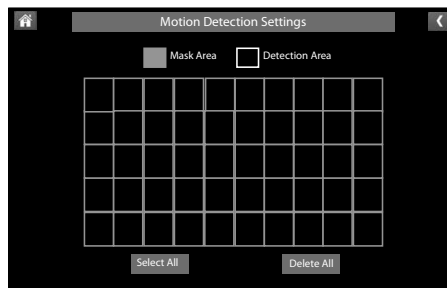 Motion Detection Settings
Mask Area
Detection Area
Select All
Delete All